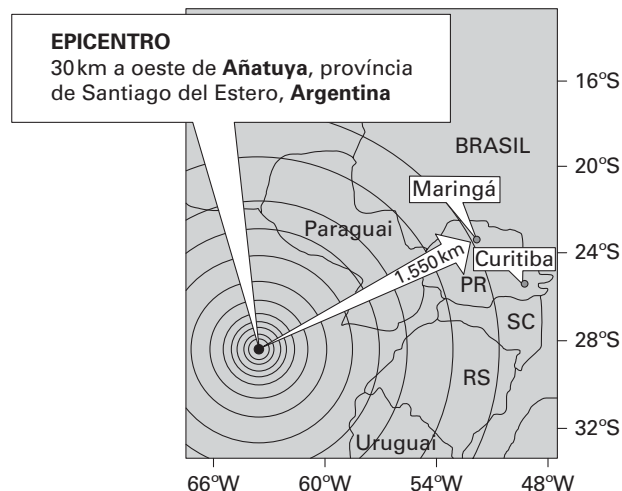 EPICENTRO
30 km a oeste de Añatuya, província
de Santiago del Estero, Argentina
16ºS
BRASIL
20ºS
Maringá
Paraguai
24ºS
1.550 km
Curitiba
PR
SC
28ºS
RS
32ºS
Uruguai
66ºW
60ºW
54ºW
48ºW